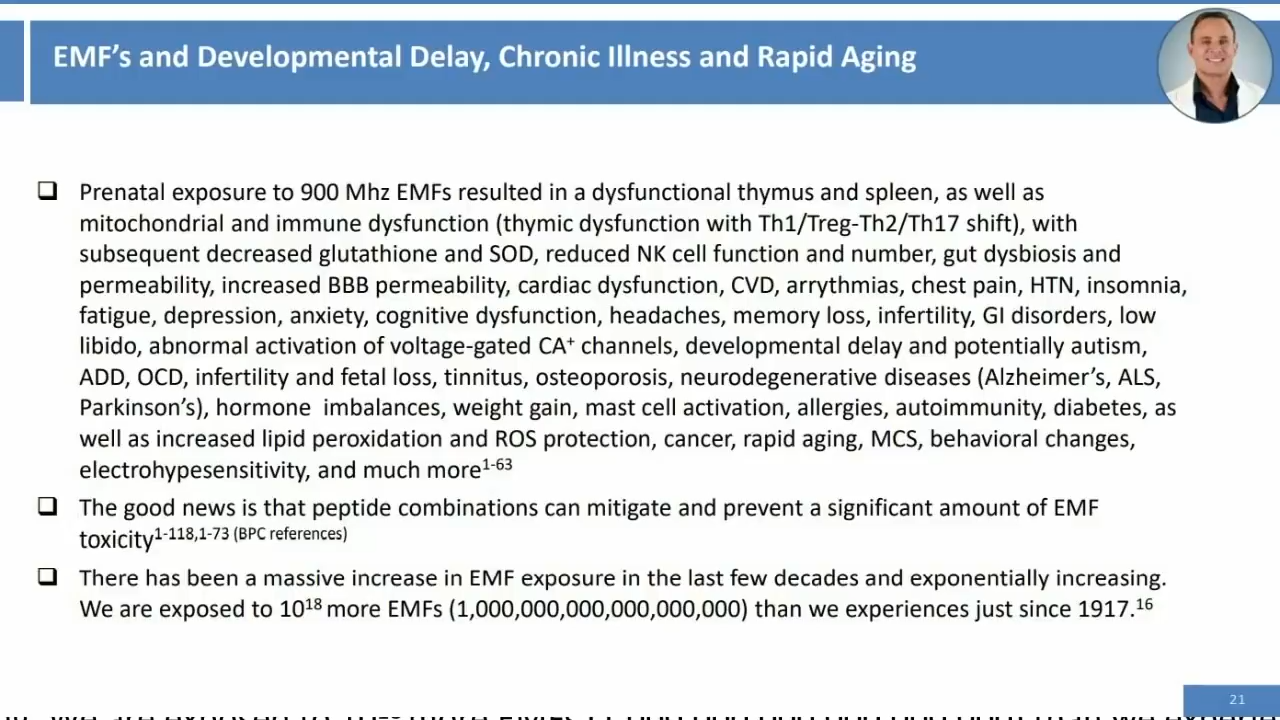 EMF's and Developmental Delay, Chronic Illness and Rapid Aging
Prenatal exposure to 900 Mhz EMFs resulted in a dysfunctional thymus and spleen, as well as
mitochondrial and immune dysfunction (thymic dysfunction with Th1/Treg-Th2/Th17 shift), with
subsequent decreased glutathione and SOD, reduced NK cell function and number, gut dysbiosis and
permeability, increased BBB permeability, cardiac dysfunction, CVD, arrythmias, chest pain, HTN, insomnia,
fatigue, depression, anxiety, cognitive dysfunction, headaches, memory loss, infertility, GI disorders, low
libido, abnormal activation of voltage-gated CA⁺ channels, developmental delay and potentially autism,
ADD, OCD, infertility and fetal loss, tinnitus, osteoporosis, neurodegenerative diseases (Alzheimer's, ALS,
Parkinson's), hormone  imbalances, weight gain, mast cell activation, allergies, autoimmunity, diabetes, as
well as increased lipid peroxidation and ROS protection, cancer, rapid aging, MCS, behavioral changes,
electrohypesensitivity, and much more¹⁻⁶³
The good news is that peptide combinations can mitigate and prevent a significant amount of EMF
toxicity¹⁻¹¹⁸,¹⁻⁷³ (BPC references)
There has been a massive increase in EMF exposure in the last few decades and exponentially increasing.
We are exposed to 10¹⁸ more EMFs (1,000,000,000,000,000,000) than we experiences just since 1917.¹⁶
21